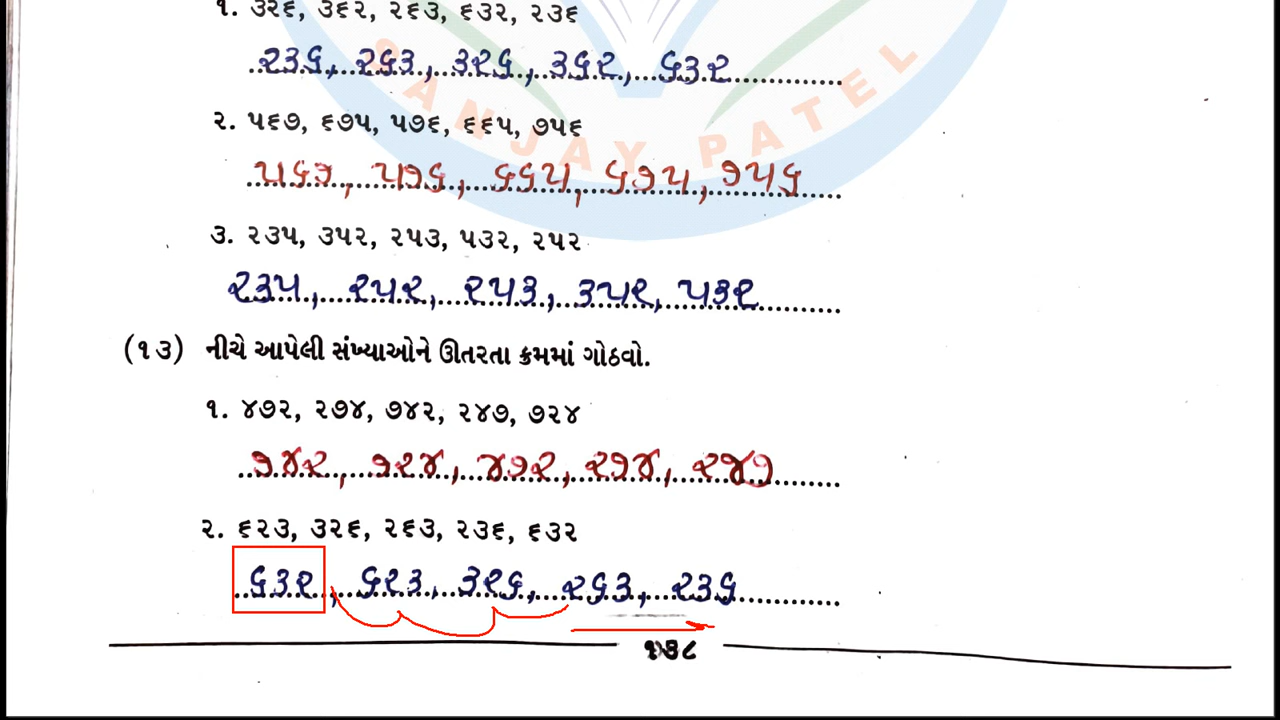 ૧. ૩૨૬, ૩૬૨, ૨૬૩, ૬૩૨, ૨૩૬
૨૩૬, ૨૬૩, ૩૨૬, ૩૬૨, ૬૩૨
૨. ૫૬૭, ૬૭૫, ૫૭૬, ૬૬૫, ૭૫૬
૫૬૭, ૫૭૬, ૬૬૫, ૬૭૫, ૭૫૬
SANJAY PATEL
૩. ૨૩૫, ૩૫૨, ૨૫૩, ૫૩૨, ૨૫૨
૨૩૫, ૨૫૨, ૨૫૩, ૩૫૨, ૫૩૨
(૧૩) નીચે આપેલી સંખ્યાઓને ઊતરતા ક્રમમાં ગોઠવો.
૧. ૪૭૨, ૨૭૪, ૭૪૨, ૨૪૭, ૭૨૪
૭૪૨, ૭૨૪, ૪૭૨, ૨૭૪, ૨૪૭
૨. ૬૨૩, ૩૨૬, ૨૬૩, ૨૩૬, ૬૩૨
૬૩૨, ૬૨૩, ૩૨૬, ૨૬૩, ૨૩૬